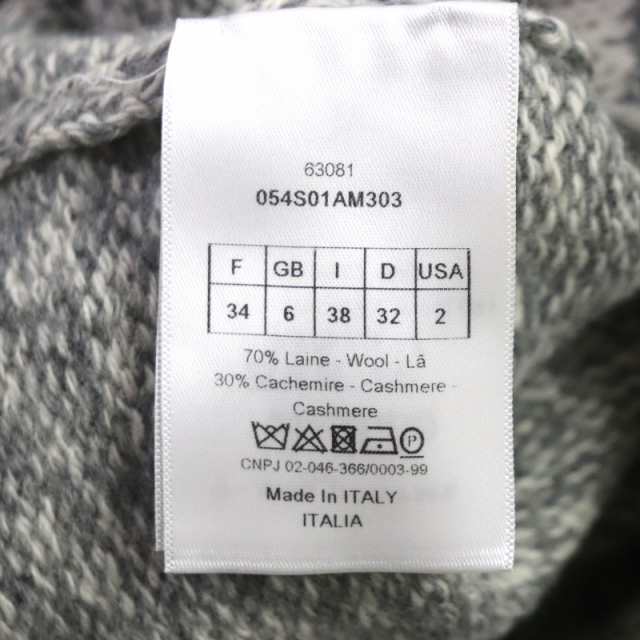 63081
054S01AM303
F GB I D USA
34 6 38 32 2
70% Laine - Wool - Lâ
30% Cachemire - Cashmere -
Cashmere
P
CNPJ 02-046-366/0003-99
Made In ITALY
ITALIA